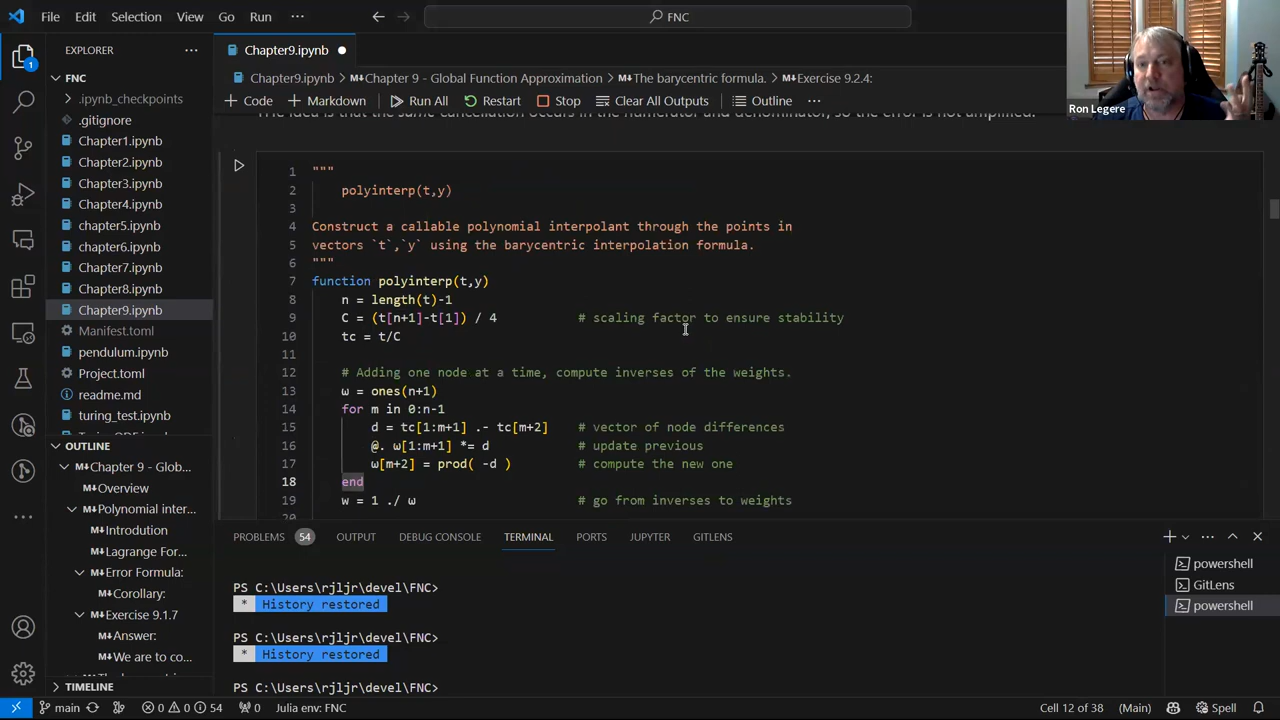 File Edit Selection View Go Run ··· FNC
EXPLORER ···
Chapter9.ipynb
Ron Legere
FNC
Chapter9.ipynb > Chapter 9 - Global Function Approximation > The barycentric formula. > Exercise 9.2.4:
+ Code + Markdown Run All Restart Stop Clear All Outputs Outline ···
.ipynb_checkpoints
.gitignore
Chapter1.ipynb
Chapter2.ipynb
Chapter3.ipynb
Chapter4.ipynb
chapter5.ipynb
chapter6.ipynb
Chapter7.ipynb
Chapter8.ipynb
Chapter9.ipynb
Manifest.toml
pendulum.ipynb
Project.toml
readme.md
turing_test.ipynb
OUTLINE
Chapter 9 - Glob...
Overview
Polynomial inter...
Introdution
Lagrange For...
Error Formula:
Corollary:
Exercise 9.1.7
Answer:
We are to co...
TIMELINE
The idea is that the same cancellation occurs in the numerator and denominator, so the error is not amplified.
1 """
2 polyinterp(t,y)
3
4 Construct a callable polynomial interpolant through the points in
5 vectors `t`,`y` using the barycentric interpolation formula.
6 """
7 function polyinterp(t,y)
8 n = length(t)-1
9 C = (t[n+1]-t[1]) / 4 # scaling factor to ensure stability
10 tc = t/C
11
12 # Adding one node at a time, compute inverses of the weights.
13 ω = ones(n+1)
14 for m in 0:n-1
15 d = tc[1:m+1] .- tc[m+2] # vector of node differences
16 @. ω[1:m+1] *= d # update previous
17 ω[m+2] = prod( -d ) # compute the new one
18 end
19 w = 1 ./ ω # go from inverses to weights
20
PROBLEMS 54 OUTPUT DEBUG CONSOLE TERMINAL PORTS JUPYTER GITLENS
PS C:\Users\rjljr\devel\FNC>
* History restored
PS C:\Users\rjljr\devel\FNC>
* History restored
PS C:\Users\rjljr\devel\FNC>
powershell
GitLens
powershell
main 0 0 54 0 Julia env: FNC Cell 12 of 38 (Main) Spell